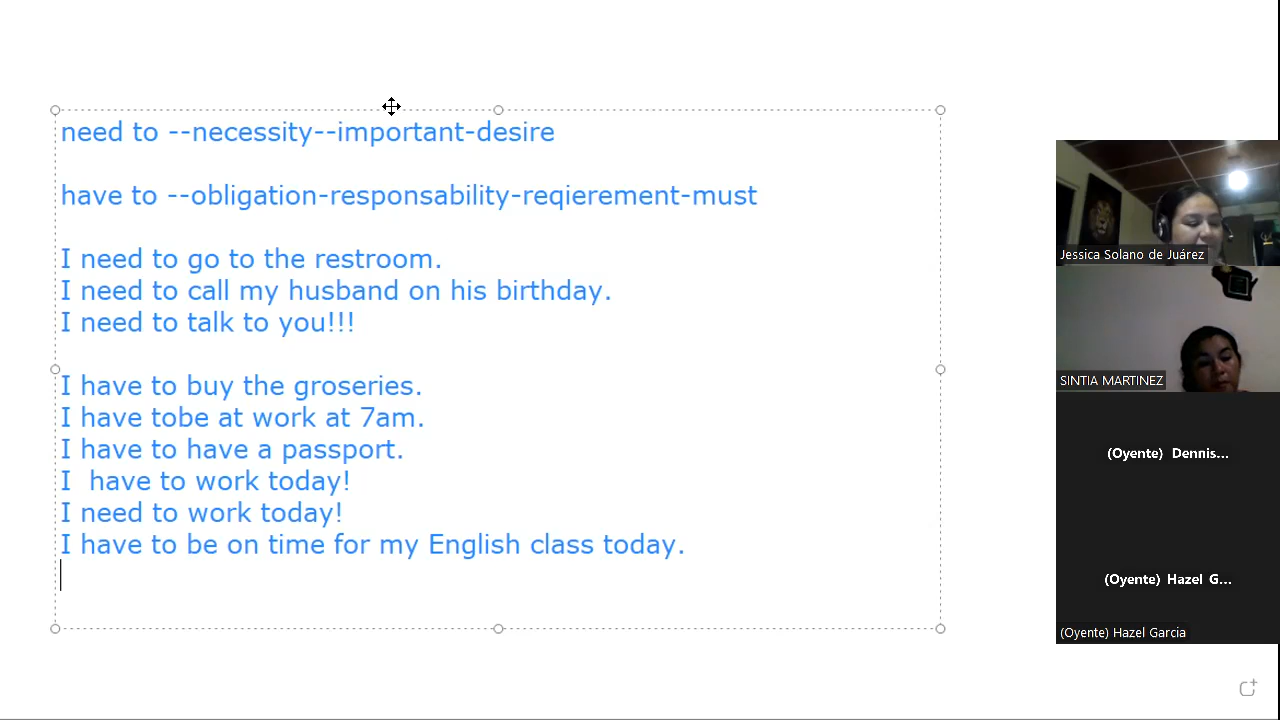 need to --necessity--important-desire
have to --obligation-responsability-reqierement-must
I need to go to the restroom.
I need to call my husband on his birthday.
I need to talk to you!!!
I have to buy the groseries.
I have tobe at work at 7am.
I have to have a passport.
I  have to work today!
I need to work today!
I have to be on time for my English class today.
Jessica Solano de Juárez
SINTIA MARTINEZ
(Oyente) Dennis...
(Oyente) Hazel G...
(Oyente) Hazel Garcia